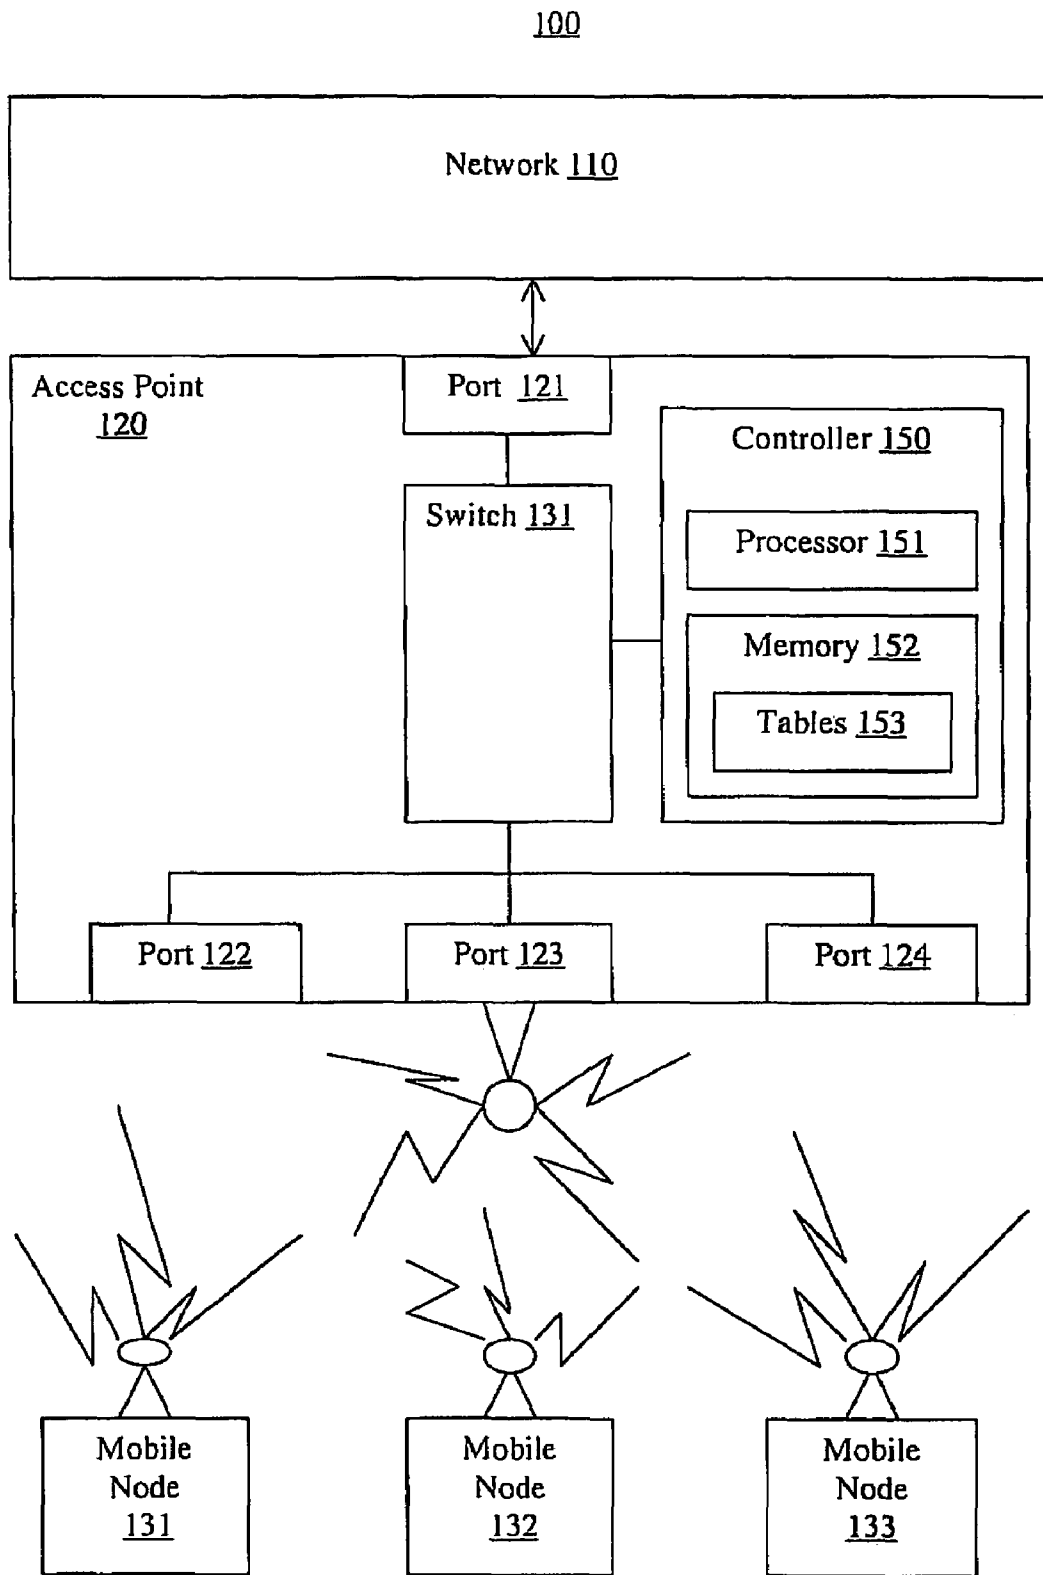 100
Network 110
Access Point
120
Port 121
Controller 150
Switch 131
Processor 151
Memory 152
Tables 153
Port 122
Port 123
Port 124
Mobile
Node
131
Mobile
Node
132
Mobile
Node
133